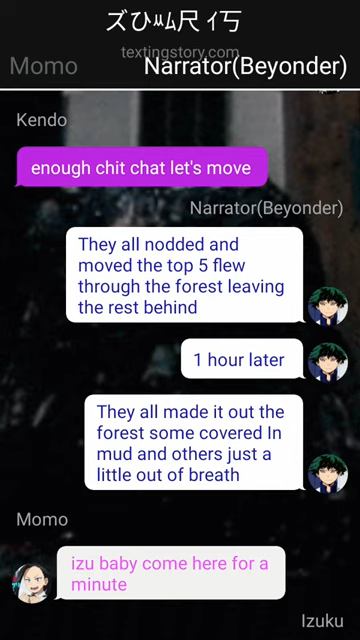 ズひﾑ尺 ｲ丂
textingstory.com
Momo Narrator(Beyonder)
Kendo
enough chit chat let's move
Narrator(Beyonder)
They all nodded and
moved the top 5 flew
through the forest leaving
the rest behind
1 hour later
They all made it out the
forest some covered In
mud and others just a
little out of breath
Momo
izu baby come here for a
minute
Izuku